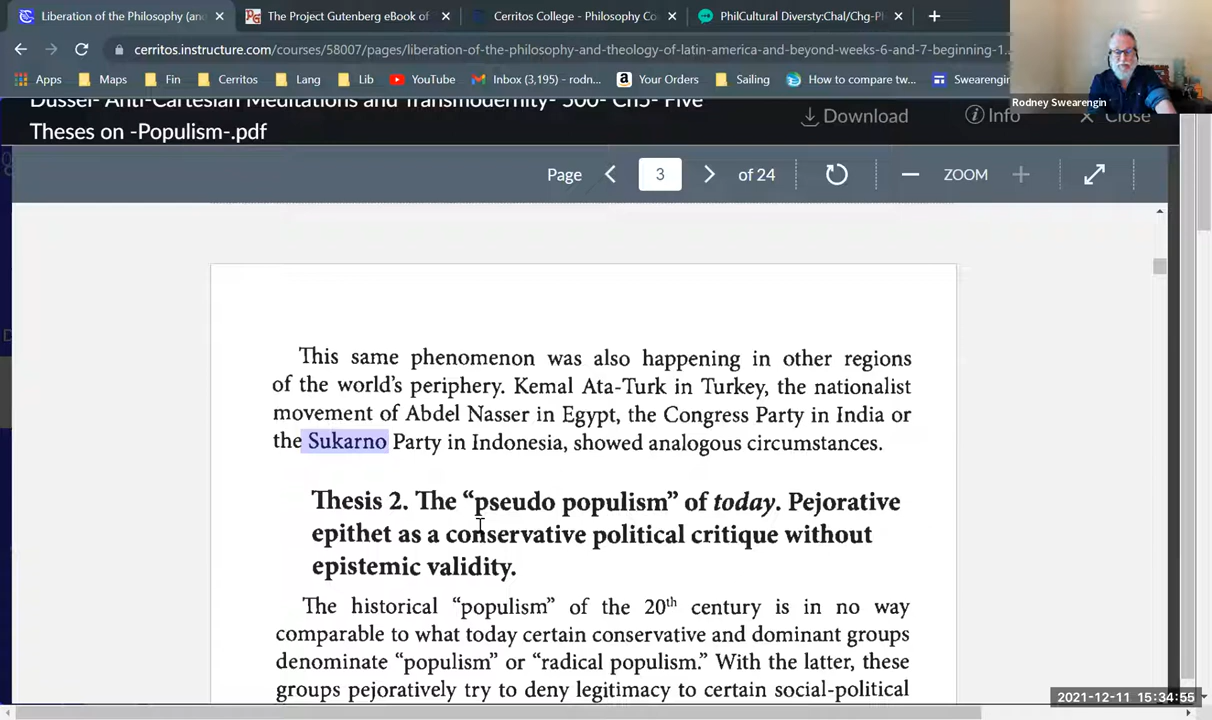 Liberation of the Philosophy (an
The Project Gutenberg eBook of
Cerritos College - Philosophy Co
PhilCultural Diversty:Chal/Chg-P
cerritos.instructure.com/courses/58007/pages/liberation-of-the-philosophy-and-theology-of-latin-america-and-beyond-weeks-6-and-7-beginning-1...
Apps
Maps
Fin
Cerritos
Lang
Lib
YouTube
Inbox (3,195) - rodn...
Your Orders
Sailing
How to compare tw...
Swearengin
Rodney Swearengin
Dussel- Anti-Cartesian Meditations and Transmodernity- 300- Ch5- Five
Theses on -Populism-.pdf
Download
Info
Close
Page
3
of 24
ZOOM
This same phenomenon was also happening in other regions
of the world's periphery. Kemal Ata-Turk in Turkey, the nationalist
movement of Abdel Nasser in Egypt, the Congress Party in India or
the Sukarno Party in Indonesia, showed analogous circumstances.
Thesis 2. The “pseudo populism” of today. Pejorative
epithet as a conservative political critique without
epistemic validity.
The historical “populism” of the 20th century is in no way
comparable to what today certain conservative and dominant groups
denominate “populism” or “radical populism.” With the latter, these
groups pejoratively try to deny legitimacy to certain social-political
2021-12-11 15:34:55